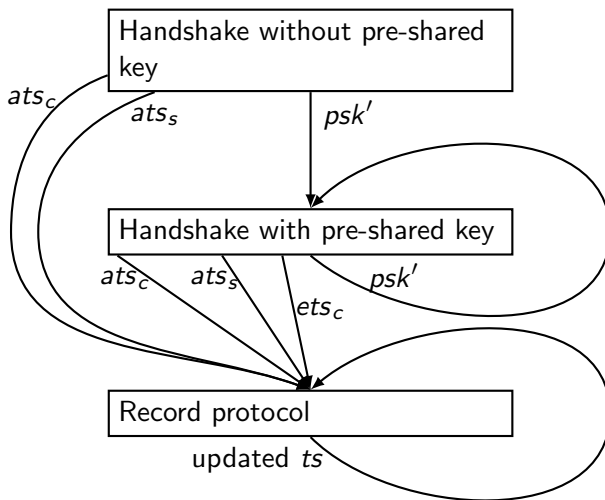 Handshake without pre-shared
key
ats_c
ats_s
psk′
Handshake with pre-shared key
ats_c
ats_s
ets_c
psk′
Record protocol
updated ts